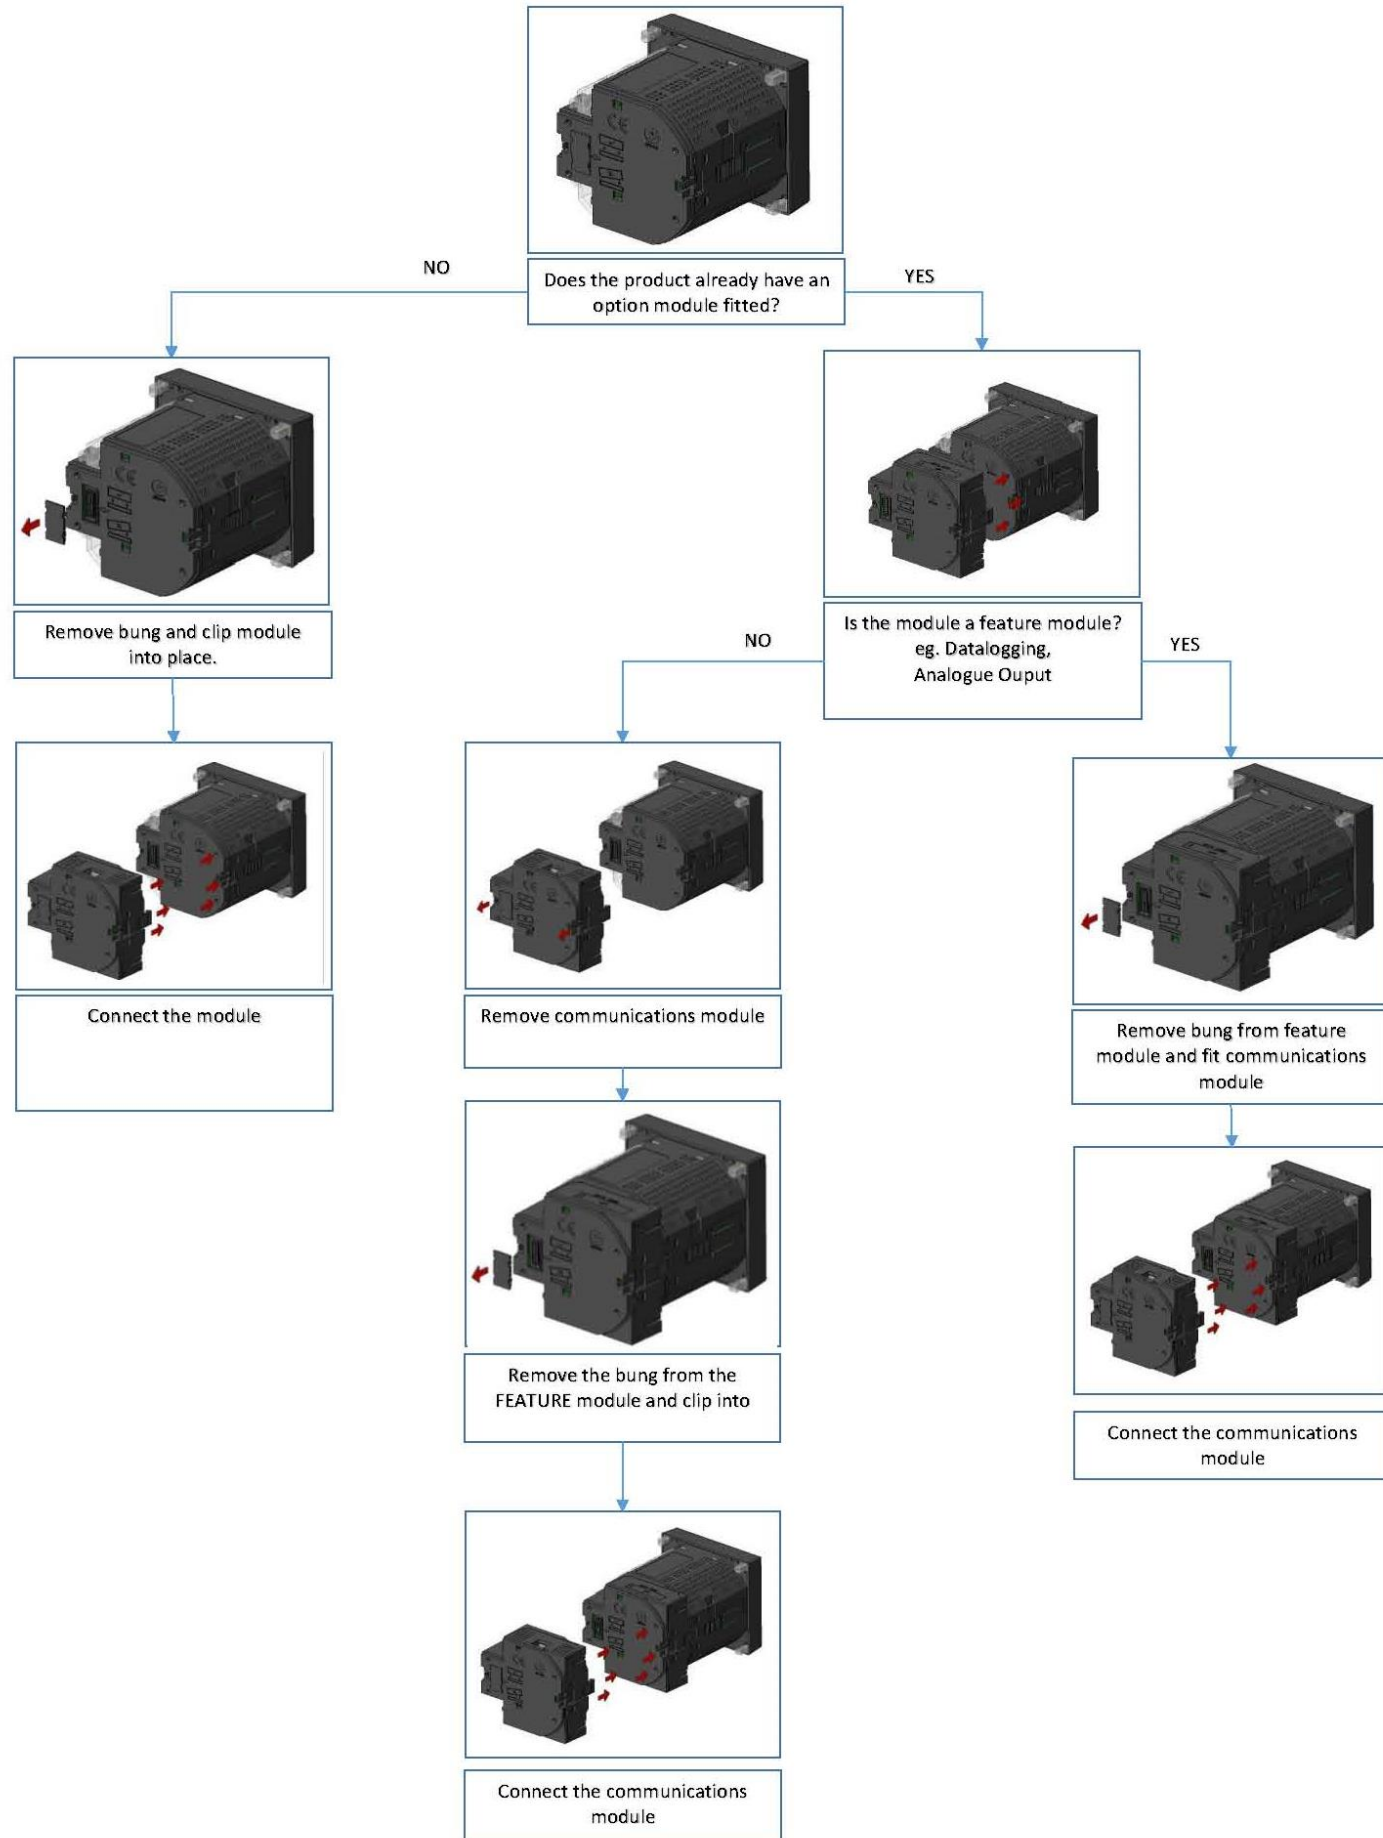 Does the product already have an
option module fitted?
NO
YES
Remove bung and clip module
into place.
Is the module a feature module?
eg. Datalogging,
Analogue Ouput
NO
YES
Connect the module
Remove communications module
Remove bung from feature
module and fit communications
module
Remove the bung from the
FEATURE module and clip into
Connect the communications
module
Connect the communications
module